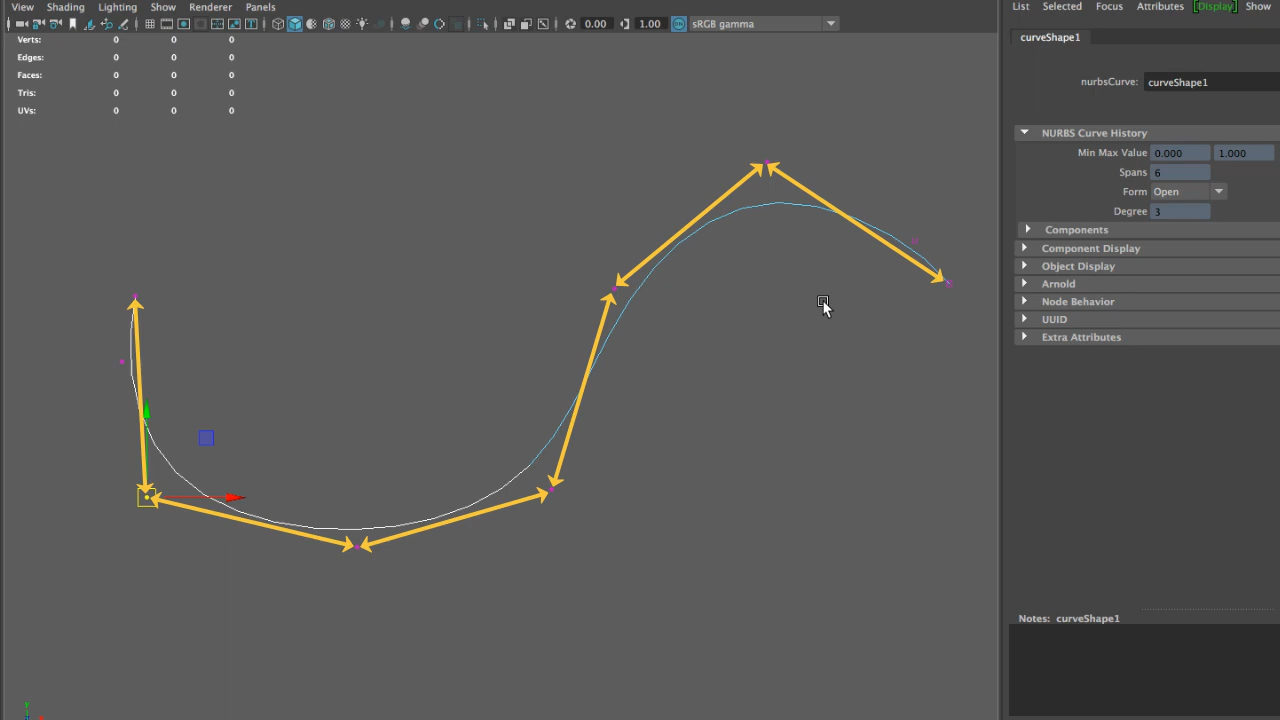 View Shading Lighting Show Renderer Panels
List Selected Focus Attributes [Display] Show
0.00 1.00 sRGB gamma
curveShape1
Verts: 0 0 0
Edges: 0 0 0
Faces: 0 0 0
Tris: 0 0 0
UVs: 0 0 0
nurbsCurve: curveShape1
NURBS Curve History
Min Max Value 0.000 1.000
Spans 6
Form Open
Degree 3
Components
Component Display
Object Display
Arnold
Node Behavior
UUID
Extra Attributes
Notes: curveShape1